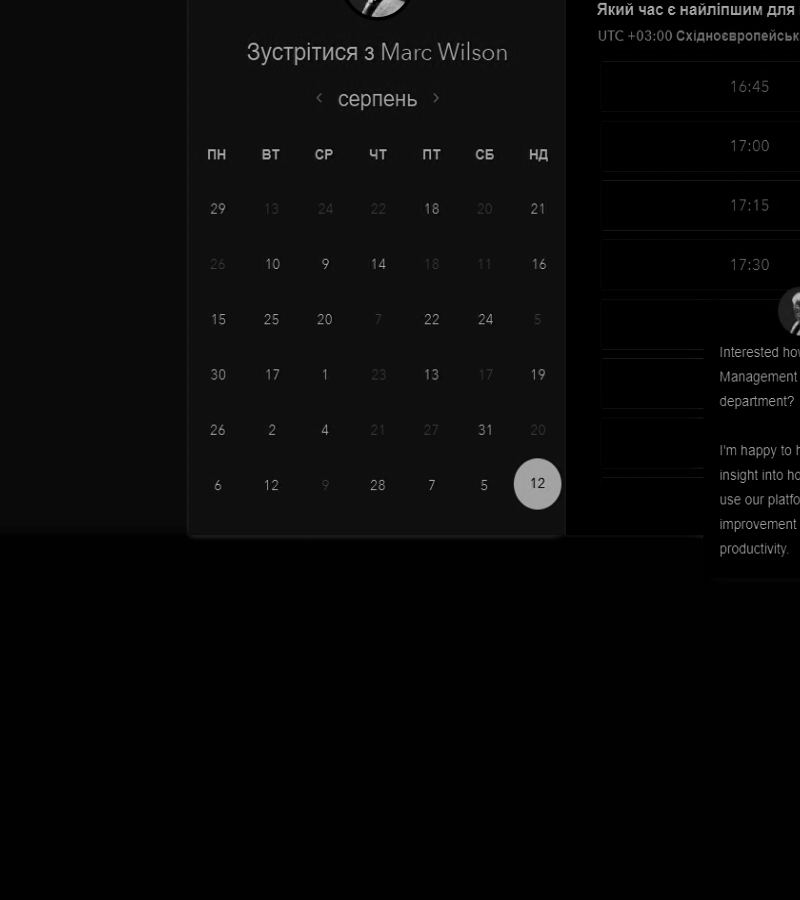 Зустрітися з Marc Wilson
серпень
ПН ВТ СР ЧТ ПТ СБ НД
29 13 24 22 18 20 21
26 10 9 14 18 11 16
15 25 20 7 22 24 5
30 17 1 23 13 17 19
26 2 4 21 27 31 20
6 12 9 28 7 5 12
Який час є найліпшим для
UTC +03:00 Східноєвропейськ
16:45
17:00
17:15
17:30
Interested how
Management
department?
I'm happy to h
insight into ho
use our platfo
improvement
productivity.